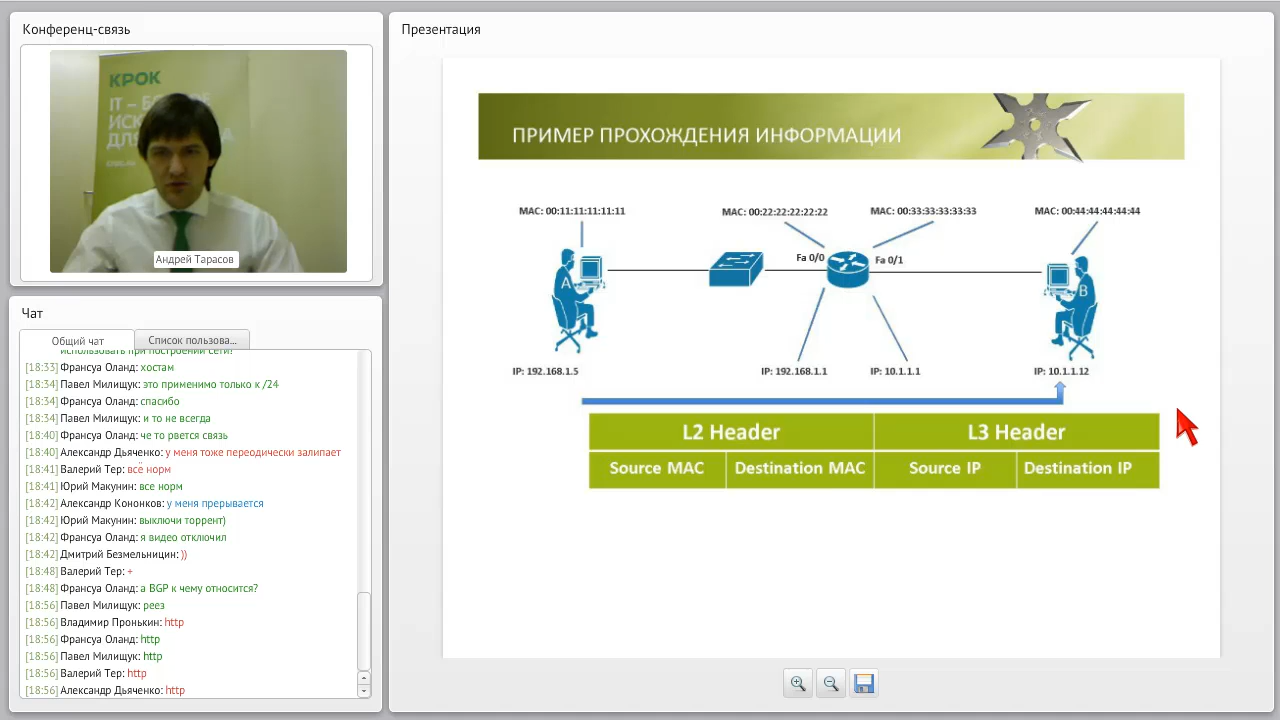 Конференц-связь
КРОК
IT –
ИСК
ДЛЯ
Андрей Тарасов
Чат
Общий чат
Список пользова...
использовать при построении сети?
[18:33] Франсуа Оланд: хостам
[18:34] Павел Милищук: это применимо только к /24
[18:34] Франсуа Оланд: спасибо
[18:34] Павел Милищук: и то не всегда
[18:40] Франсуа Оланд: че то рвется связь
[18:40] Александр Дьяченко: у меня тоже переодически залипает
[18:41] Валерий Тер: всё норм
[18:41] Юрий Макунин: все норм
[18:42] Александр Кононков: у меня прерывается
[18:42] Юрий Макунин: выключи торрент)
[18:42] Франсуа Оланд: я видео отключил
[18:42] Дмитрий Безмельницин: ))
[18:48] Валерий Тер: +
[18:48] Франсуа Оланд: а BGP к чему относится?
[18:56] Павел Милищук: реез
[18:56] Владимир Пронькин: http
[18:56] Франсуа Оланд: http
[18:56] Павел Милищук: http
[18:56] Валерий Тер: http
[18:56] Александр Дьяченко: http
Презентация
ПРИМЕР ПРОХОЖДЕНИЯ ИНФОРМАЦИИ
MAC: 00:11:11:11:11:11
MAC: 00:22:22:22:22:22
MAC: 00:33:33:33:33:33
MAC: 00:44:44:44:44:44
A
Fa 0/0
Fa 0/1
B
IP: 192.168.1.5
IP: 192.168.1.1
IP: 10.1.1.1
IP: 10.1.1.12
L2 Header
L3 Header
Source MAC
Destination MAC
Source IP
Destination IP